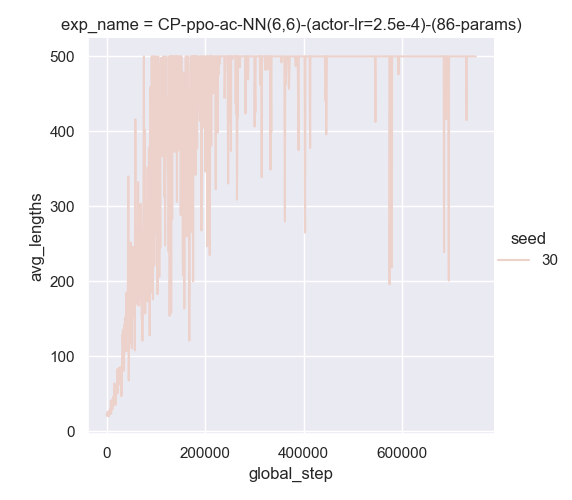 exp_name = CP-ppo-ac-NN(6,6)-(actor-lr=2.5e-4)-(86-params)
500
400
300
200
100
0
avg_lengths
0 200000 400000 600000
global_step
seed
30